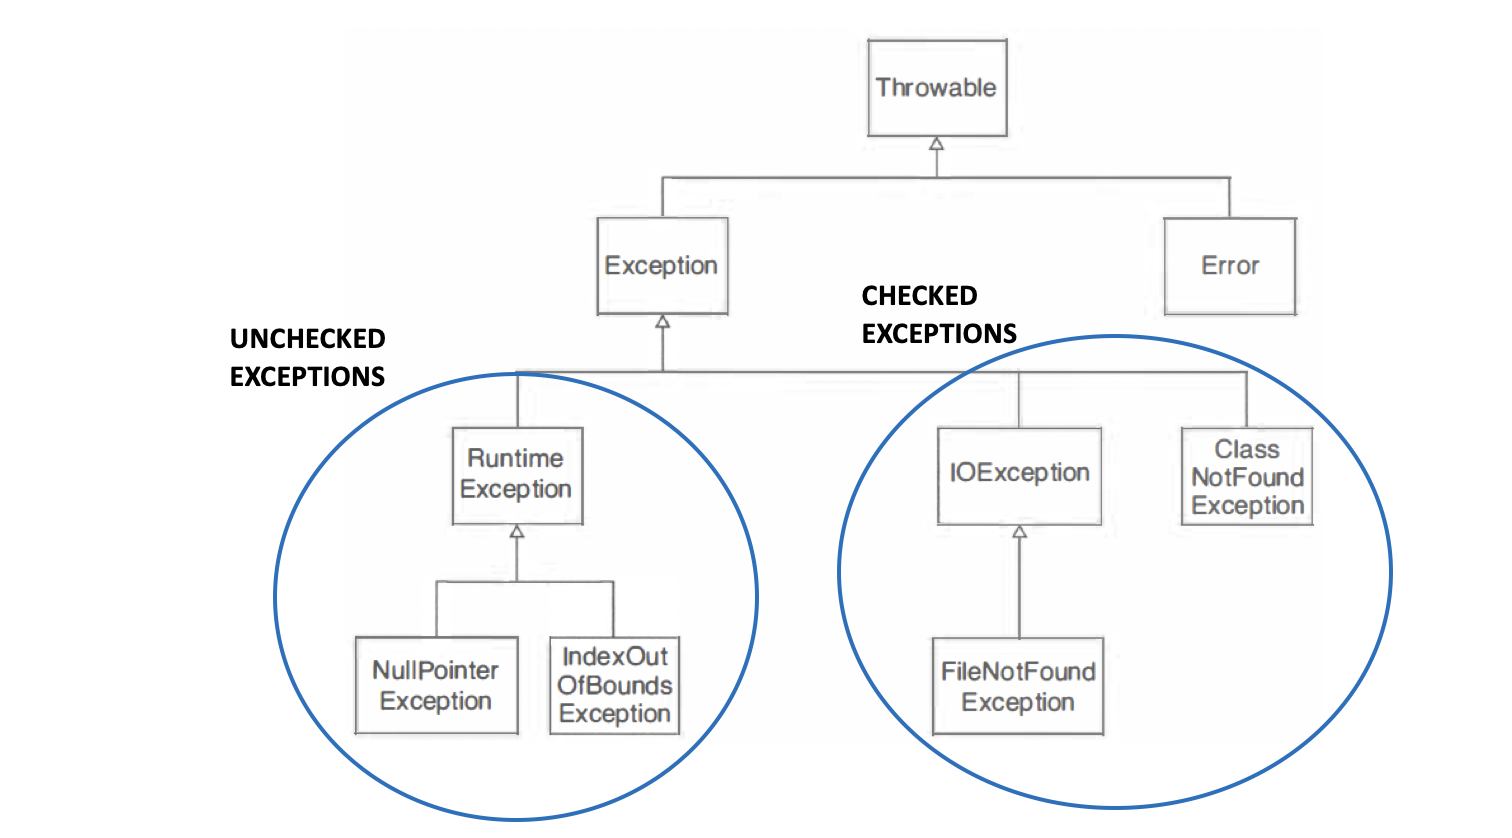 Throwable
Exception
Error
CHECKED
EXCEPTIONS
UNCHECKED
EXCEPTIONS
Runtime
Exception
IOException
Class
NotFound
Exception
NullPointer
Exception
IndexOut
OfBounds
Exception
FileNotFound
Exception